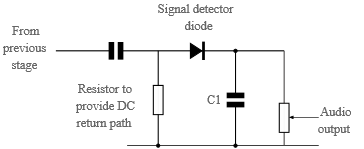 Signal detector
diode
From
previous
stage
Resistor to
provide DC
return path
C1
Audio
output